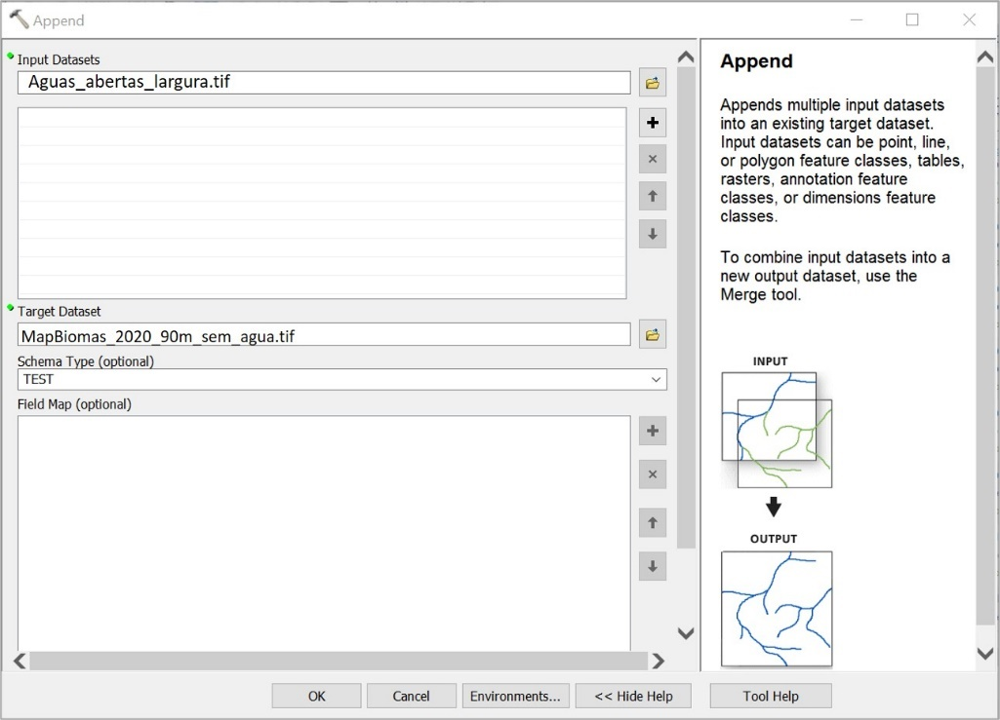 Append
Input Datasets
Aguas_abertas_largura.tif
Target Dataset
MapBiomas_2020_90m_sem_agua.tif
Schema Type (optional)
TEST
Field Map (optional)
OK
Cancel
Environments...
<< Hide Help
Tool Help
Append
Appends multiple input datasets
into an existing target dataset.
Input datasets can be point, line,
or polygon feature classes, tables,
rasters, annotation feature
classes, or dimensions feature
classes.
To combine input datasets into a
new output dataset, use the
Merge tool.
INPUT
OUTPUT